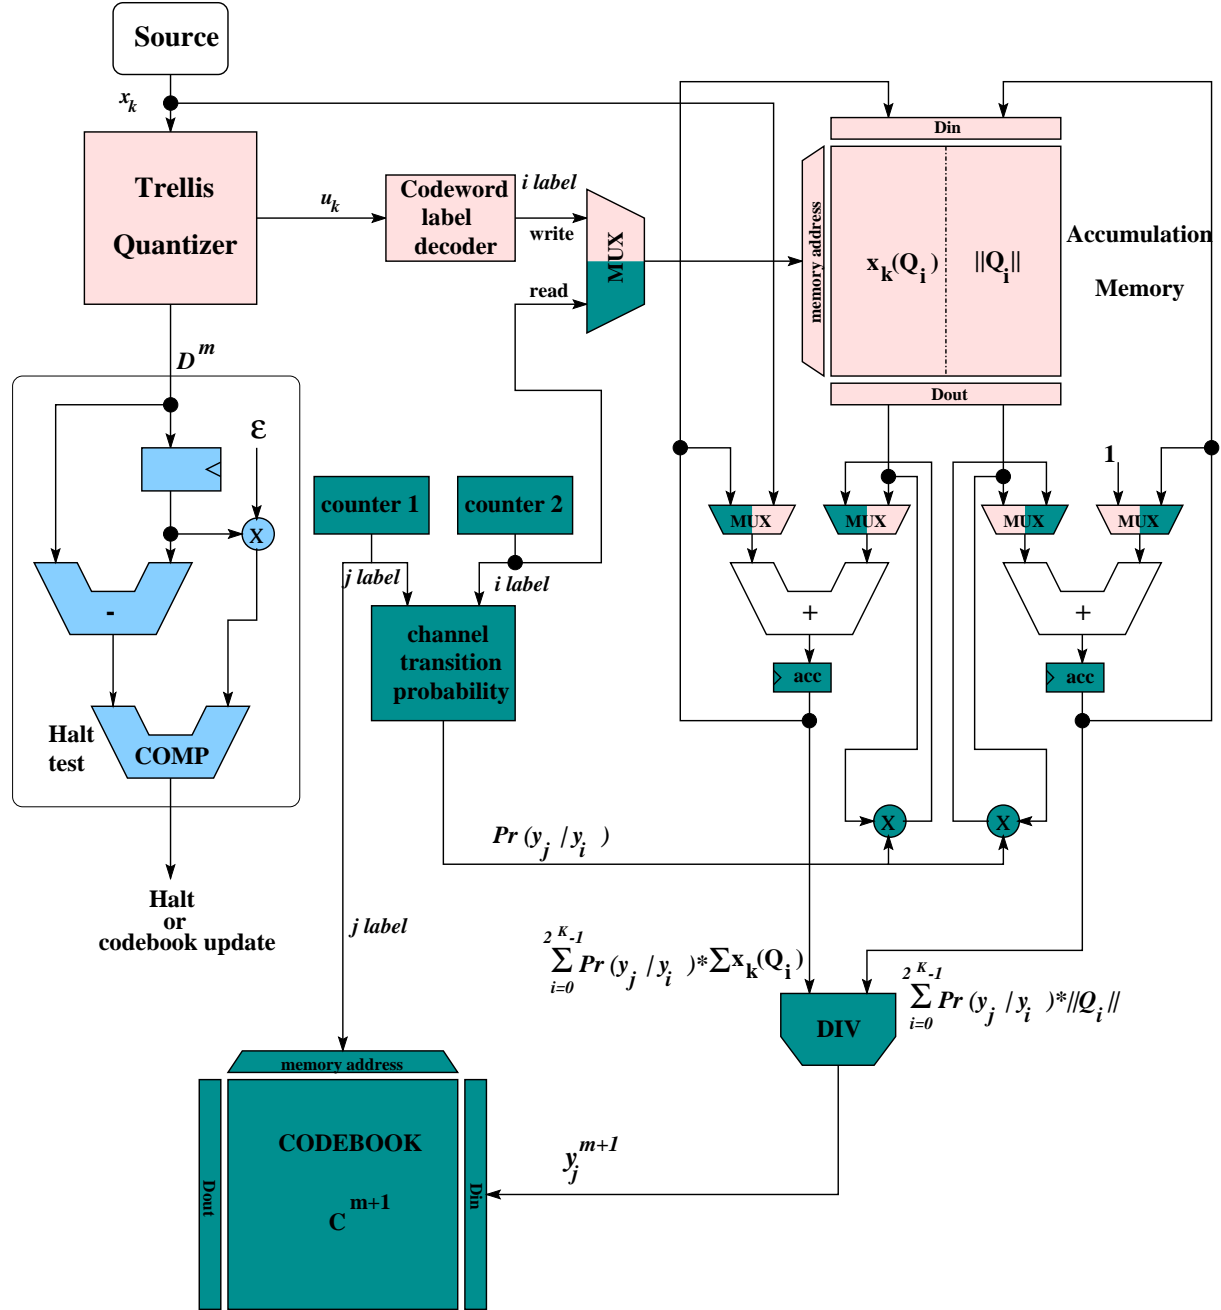 Source
x_k
Din
Trellis
Quantizer
u_k
Codeword
label
decoder
i label
write
read
MUX
memory address
x_k(Q_i)
||Q_i||
Accumulation
Memory
D^m
Dout
ε
1
counter 1
counter 2
MUX
MUX
MUX
MUX
X
j label
i label
-
+
+
channel
transition
probability
acc
acc
Halt
test
COMP
X
X
Pr (y_j / y_i )
Halt
or
codebook update
j label
2^K-1
Σ Pr (y_j / y_i ) * Σ x_k(Q_i)
i=0
2^K-1
Σ Pr (y_j / y_i ) * ||Q_i||
i=0
DIV
memory address
CODEBOOK
C^m+1
Dout
Din
y_j^m+1